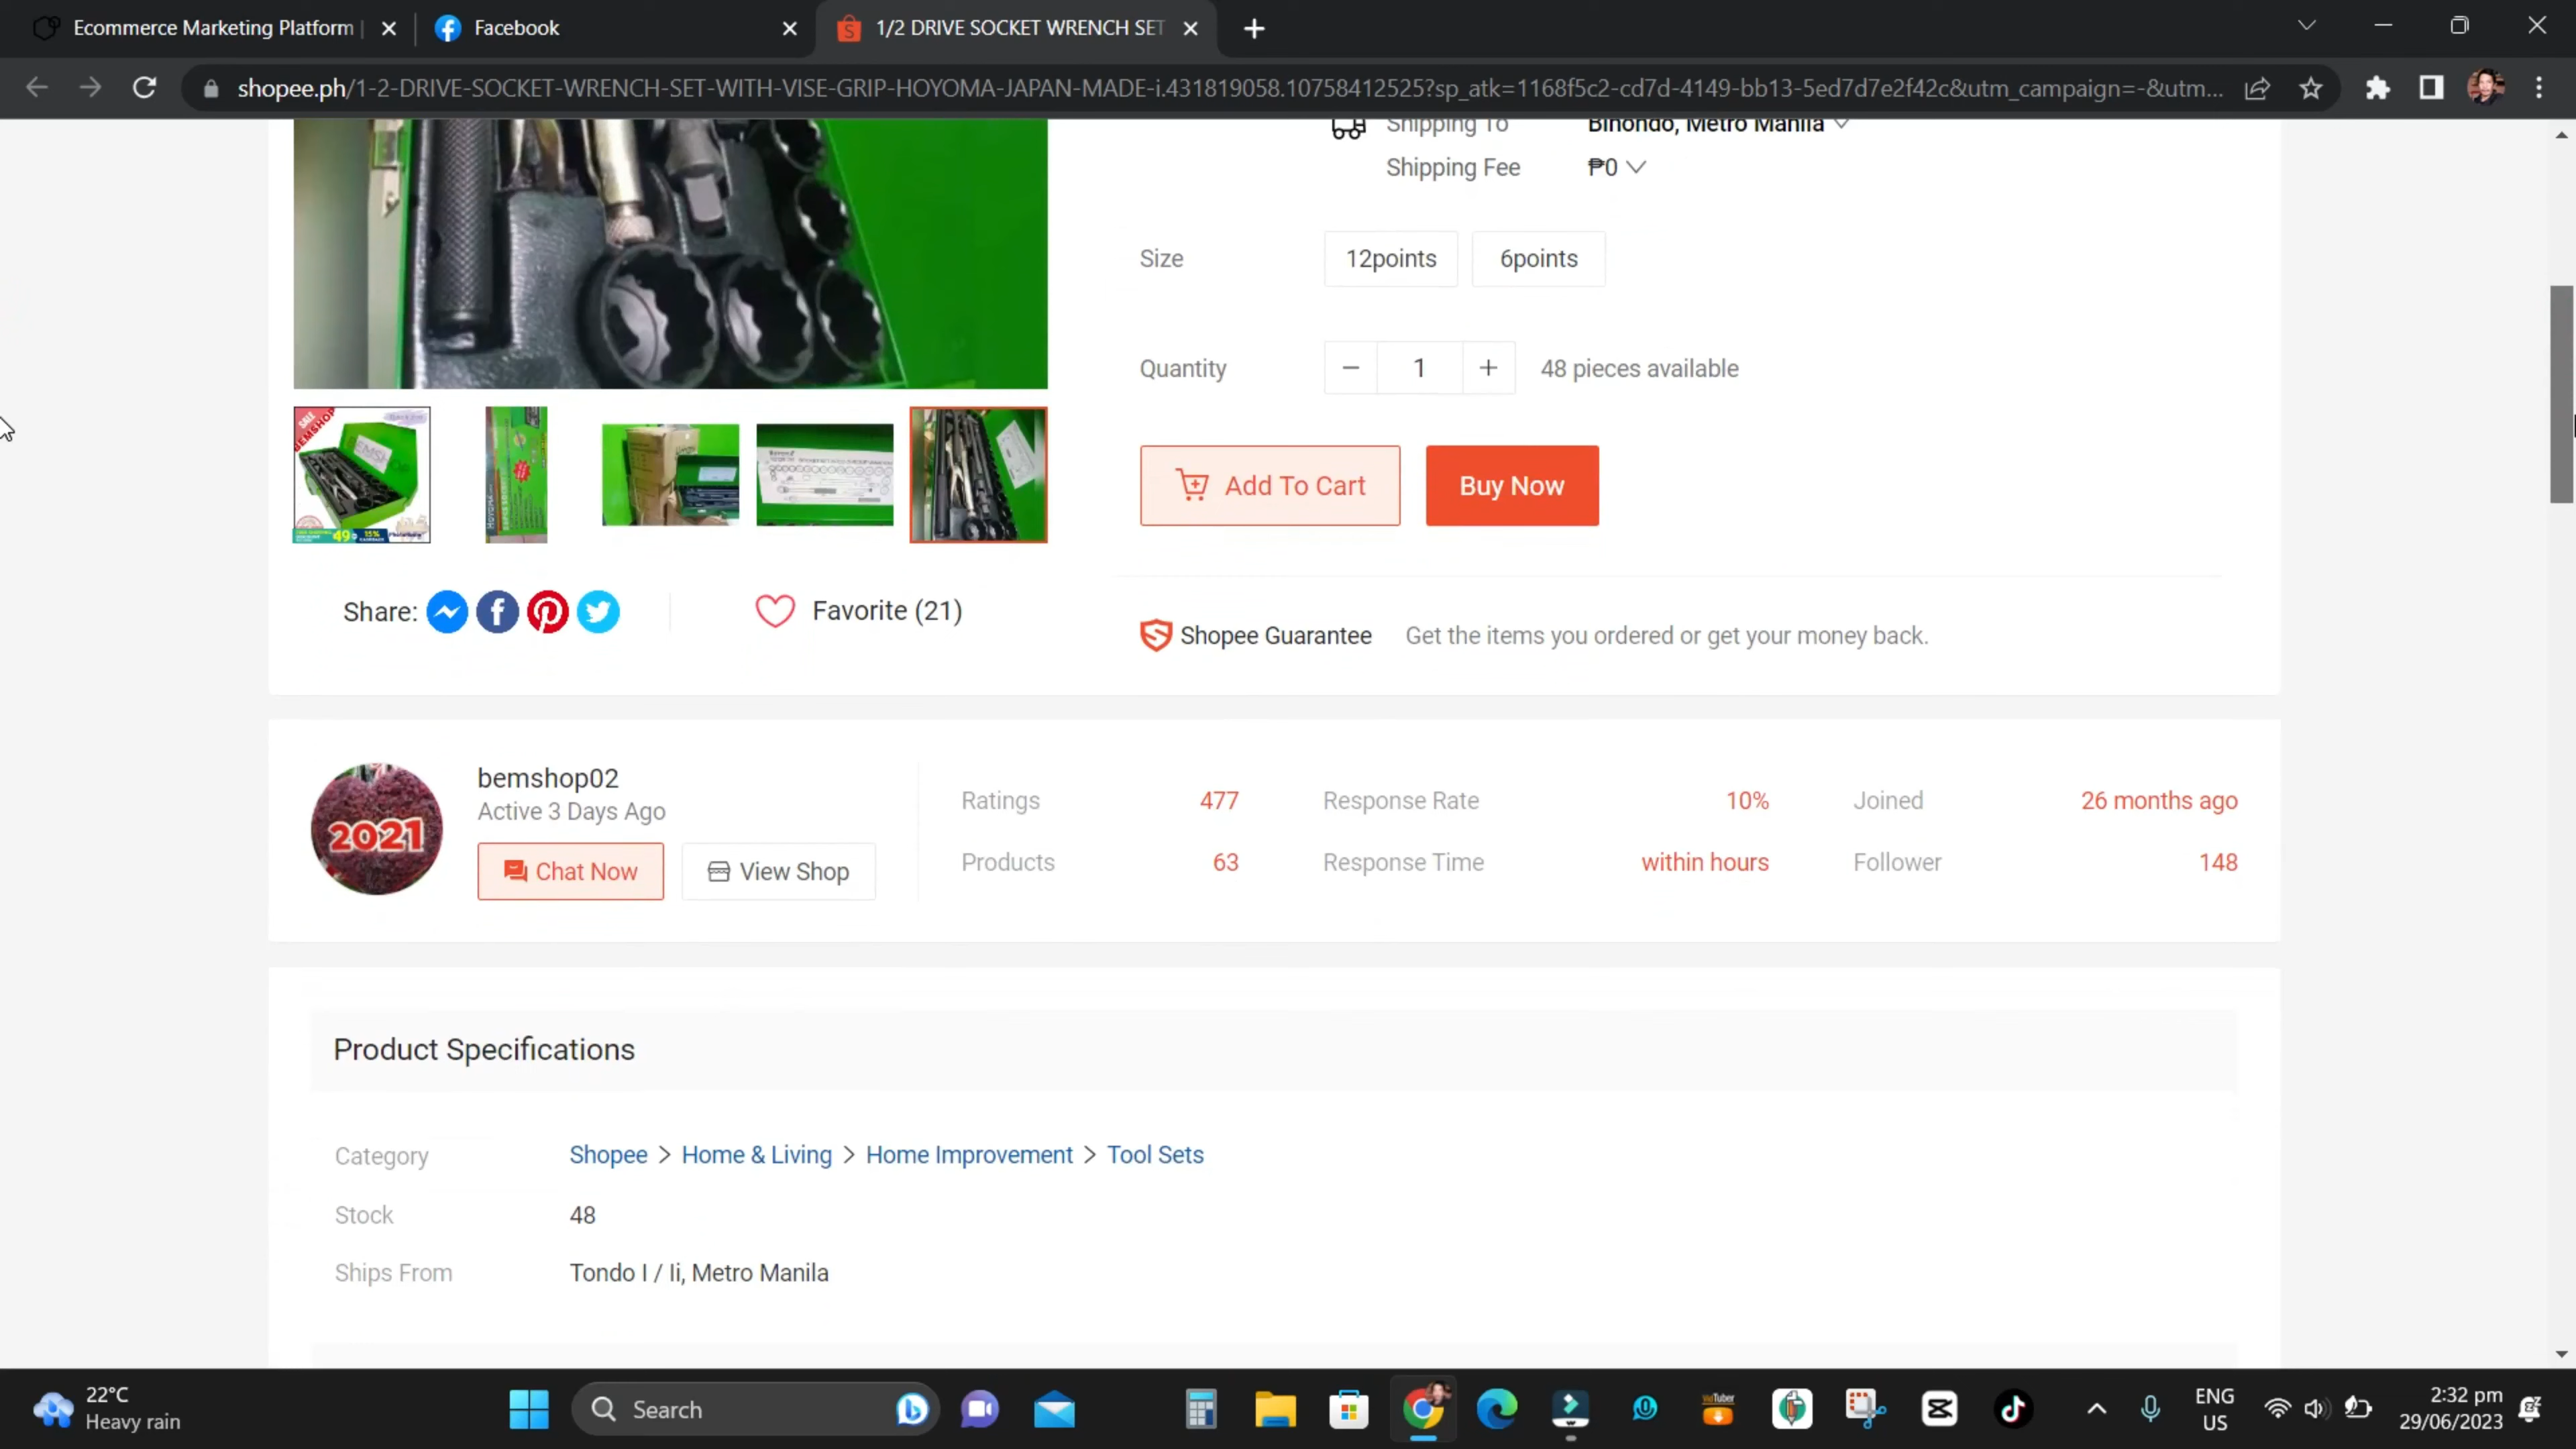 Ecommerce Marketing Platform
Facebook
1/2 DRIVE SOCKET WRENCH SET
shopee.ph/1-2-DRIVE-SOCKET-WRENCH-SET-WITH-VISE-GRIP-HOYOMA-JAPAN-MADE-i.431819058.10758412525?sp_atk=1168f5c2-cd7d-4149-bb13-5ed7d7e2f42c&utm_campaign=-&utm...
Shipping To Binondo, Metro Manila
Shipping Fee ₱0
Size 12points 6points
Quantity 1 48 pieces available
SALE
BEMSHOP
49 15%
Add To Cart Buy Now
Share: Favorite (21)
Shopee Guarantee Get the items you ordered or get your money back.
2021
bemshop02
Active 3 Days Ago
Chat Now View Shop
Ratings 477 Response Rate 10% Joined 26 months ago
Products 63 Response Time within hours Follower 148
Product Specifications
Category Shopee > Home & Living > Home Improvement > Tool Sets
Stock 48
Ships From Tondo I / Ii, Metro Manila
22°C
Heavy rain
Search
ENG
US
2:32 pm
29/06/2023